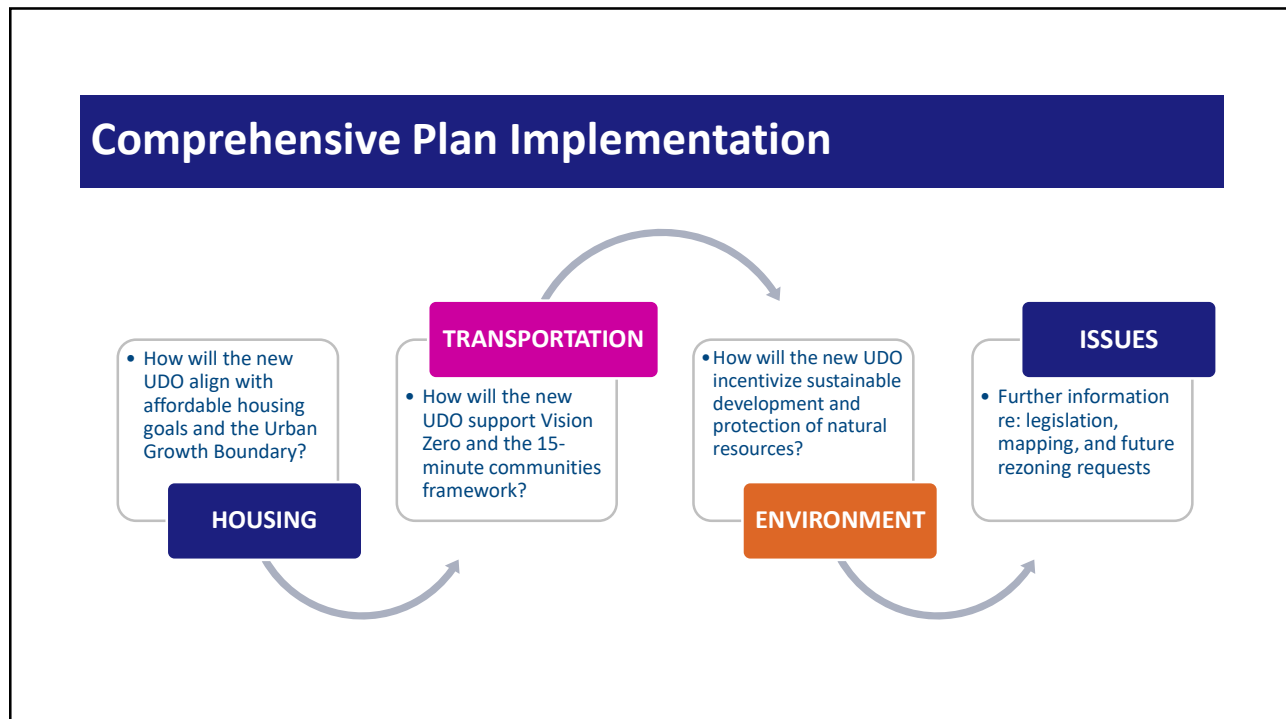 Comprehensive Plan Implementation
• How will the new
UDO align with
affordable housing
goals and the Urban
Growth Boundary?
HOUSING
TRANSPORTATION
• How will the new
UDO support Vision
Zero and the 15-
minute communities
framework?
• How will the new UDO
incentivize sustainable
development and
protection of natural
resources?
ENVIRONMENT
ISSUES
• Further information
re: legislation,
mapping, and future
rezoning requests